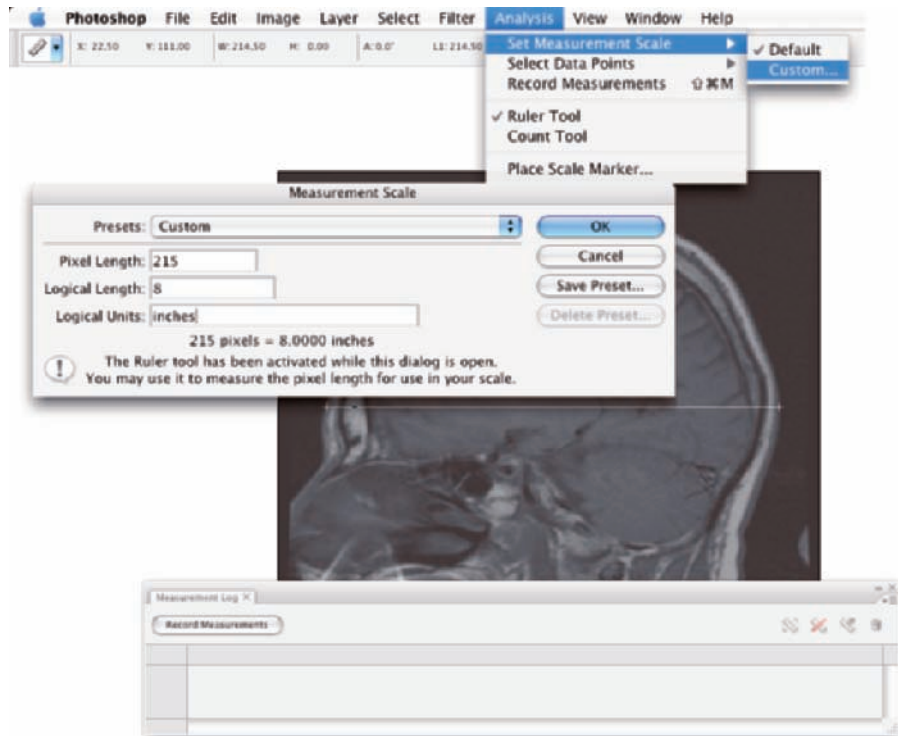 Photoshop File Edit Image Layer Select Filter Analysis View Window Help
X: 22.50 Y: 111.00 W: 214.50 H: 0.00 A: 0.0° L1: 214.50
Set Measurement Scale
Select Data Points
Record Measurements ⇧⌘M
✓ Default
Custom...
✓ Ruler Tool
Count Tool
Place Scale Marker...
Measurement Scale
Presets: Custom
Pixel Length: 215
Logical Length: 8
Logical Units: inches
215 pixels = 8.0000 inches
The Ruler tool has been activated while this dialog is open.
You may use it to measure the pixel length for use in your scale.
OK
Cancel
Save Preset...
Delete Preset...
Measurement Log
Record Measurements